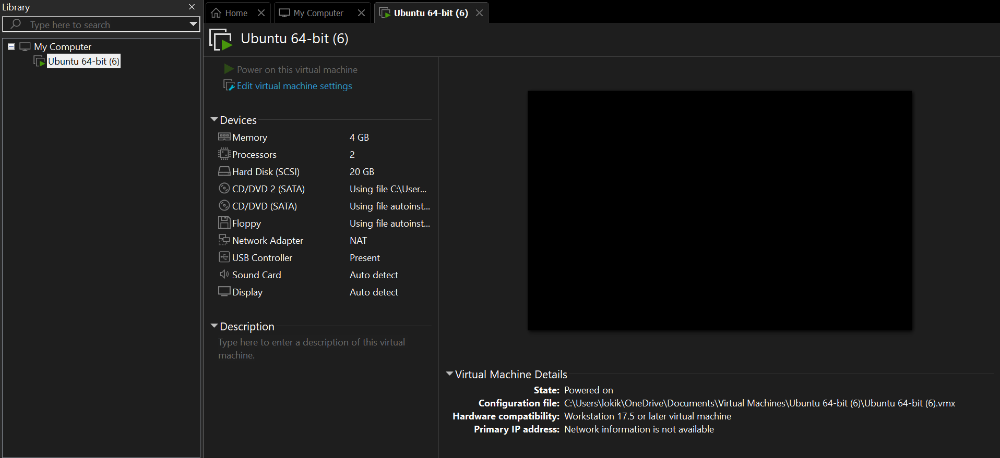 Library
Type here to search
My Computer
Ubuntu 64-bit (6)
Home
My Computer
Ubuntu 64-bit (6)
Ubuntu 64-bit (6)
Power on this virtual machine
Edit virtual machine settings
Devices
Memory 4 GB
Processors 2
Hard Disk (SCSI) 20 GB
CD/DVD 2 (SATA) Using file C:\User...
CD/DVD (SATA) Using file autoinst...
Floppy Using file autoinst...
Network Adapter NAT
USB Controller Present
Sound Card Auto detect
Display Auto detect
Description
Type here to enter a description of this virtual
machine.
Virtual Machine Details
State: Powered on
Configuration file: C:\Users\lokik\OneDrive\Documents\Virtual Machines\Ubuntu 64-bit (6)\Ubuntu 64-bit (6).vmx
Hardware compatibility: Workstation 17.5 or later virtual machine
Primary IP address: Network information is not available